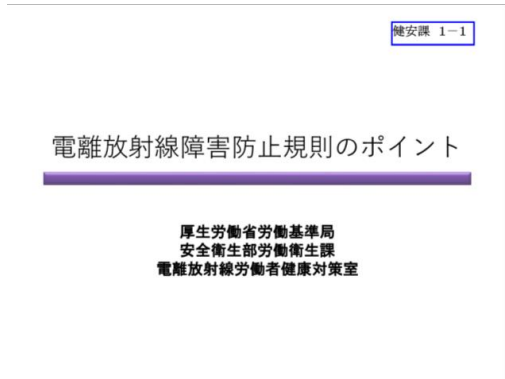 健安課 1－1
電離放射線障害防止規則のポイント
厚生労働省労働基準局
安全衛生部労働衛生課
電離放射線労働者健康対策室